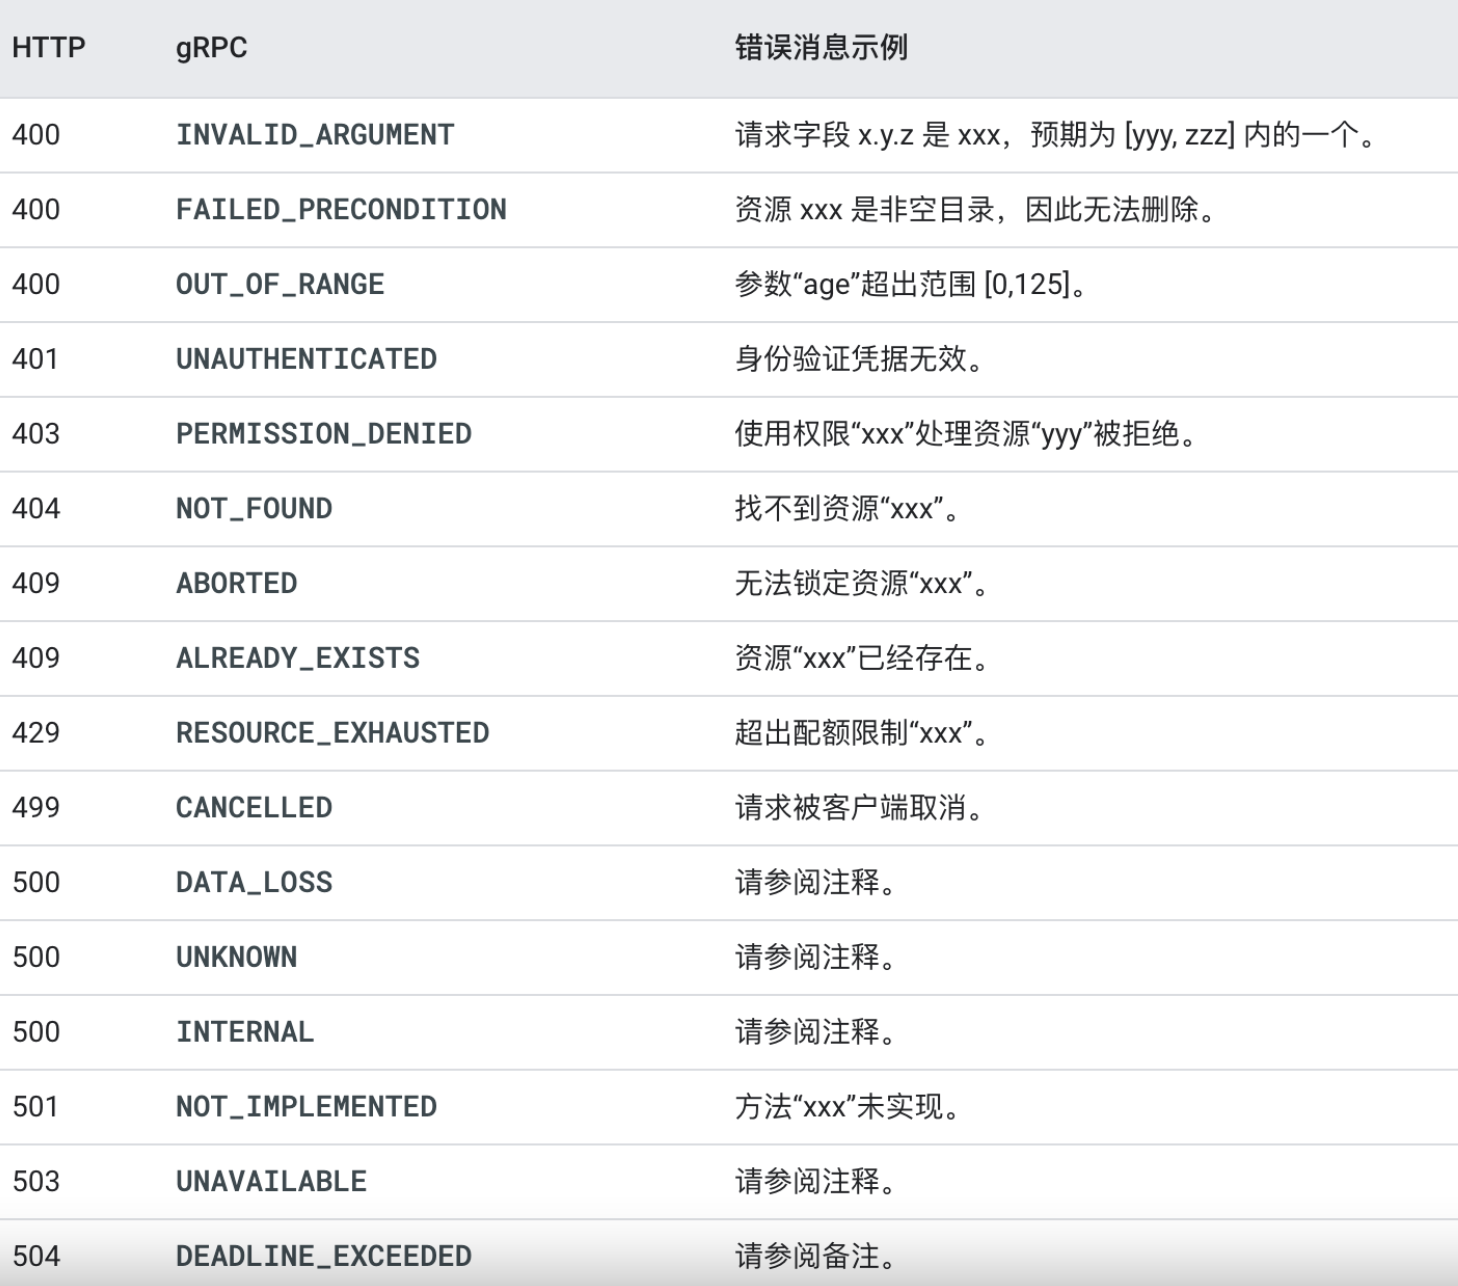 HTTP gRPC 错误消息示例
400 INVALID_ARGUMENT 请求字段 x.y.z 是 xxx，预期为 [yyy, zzz] 内的一个。
400 FAILED_PRECONDITION 资源 xxx 是非空目录，因此无法删除。
400 OUT_OF_RANGE 参数“age”超出范围 [0,125]。
401 UNAUTHENTICATED 身份验证凭据无效。
403 PERMISSION_DENIED 使用权限“xxx”处理资源“yyy”被拒绝。
404 NOT_FOUND 找不到资源“xxx”。
409 ABORTED 无法锁定资源“xxx”。
409 ALREADY_EXISTS 资源“xxx”已经存在。
429 RESOURCE_EXHAUSTED 超出配额限制“xxx”。
499 CANCELLED 请求被客户端取消。
500 DATA_LOSS 请参阅注释。
500 UNKNOWN 请参阅注释。
500 INTERNAL 请参阅注释。
501 NOT_IMPLEMENTED 方法“xxx”未实现。
503 UNAVAILABLE 请参阅注释。
504 DEADLINE_EXCEEDED 请参阅备注。